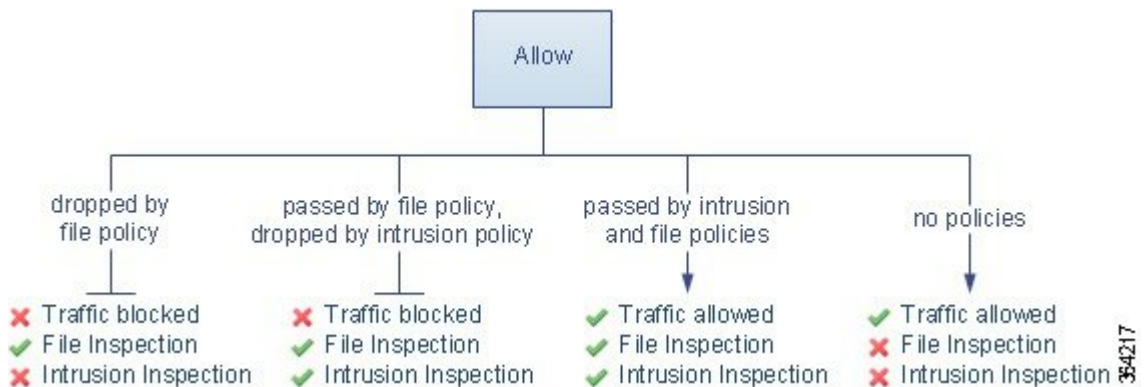 Allow
dropped by
file policy
passed by file policy,
dropped by intrusion policy
passed by intrusion
and file policies
no policies
Traffic blocked
File Inspection
Intrusion Inspection
Traffic blocked
File Inspection
Intrusion Inspection
Traffic allowed
File Inspection
Intrusion Inspection
Traffic allowed
File Inspection
Intrusion Inspection
354217